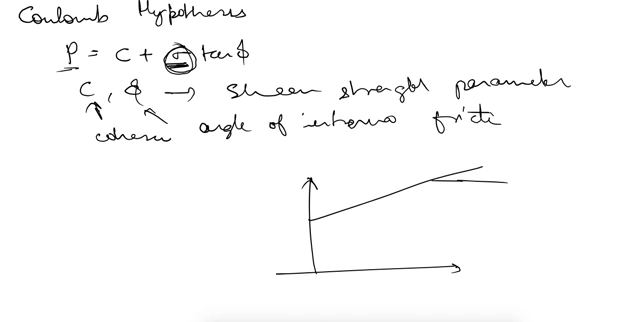 Coulomb Hypothesis
P = C + σ tanϕ
C, ϕ → Shear strength parameter
cohesion angle of internal friction